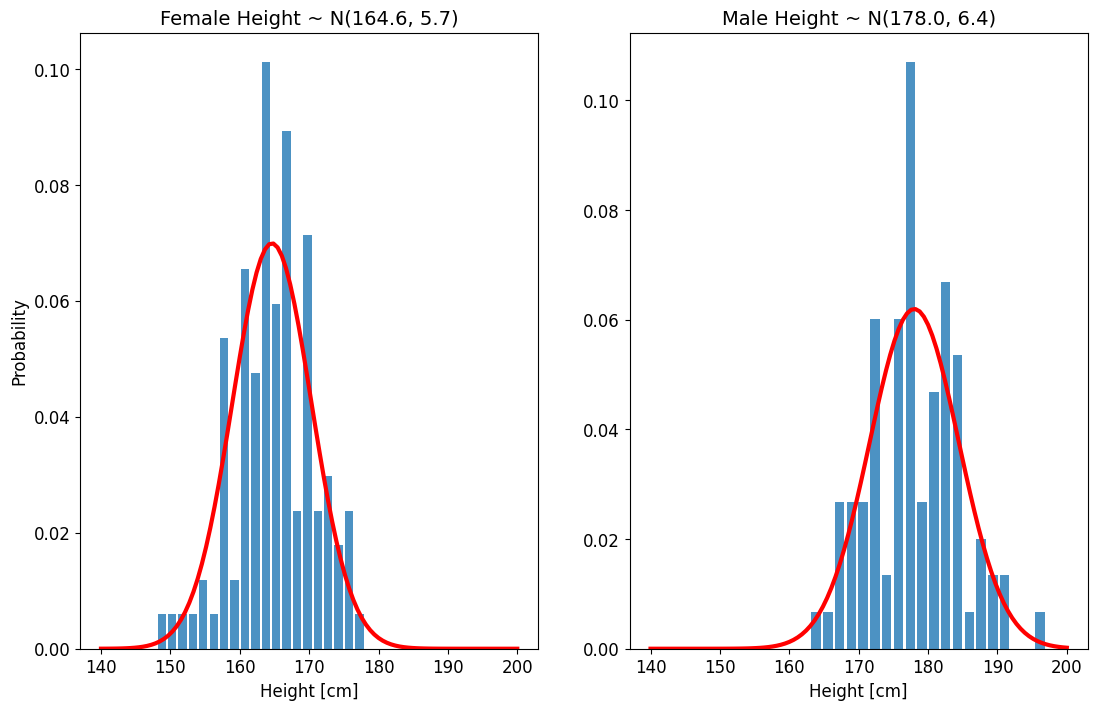 Female Height ~ N(164.6, 5.7)
Probability
0.10
0.08
0.06
0.04
0.02
0.00
140 150 160 170 180 190 200
Height [cm]
Male Height ~ N(178.0, 6.4)
0.10
0.08
0.06
0.04
0.02
0.00
140 150 160 170 180 190 200
Height [cm]